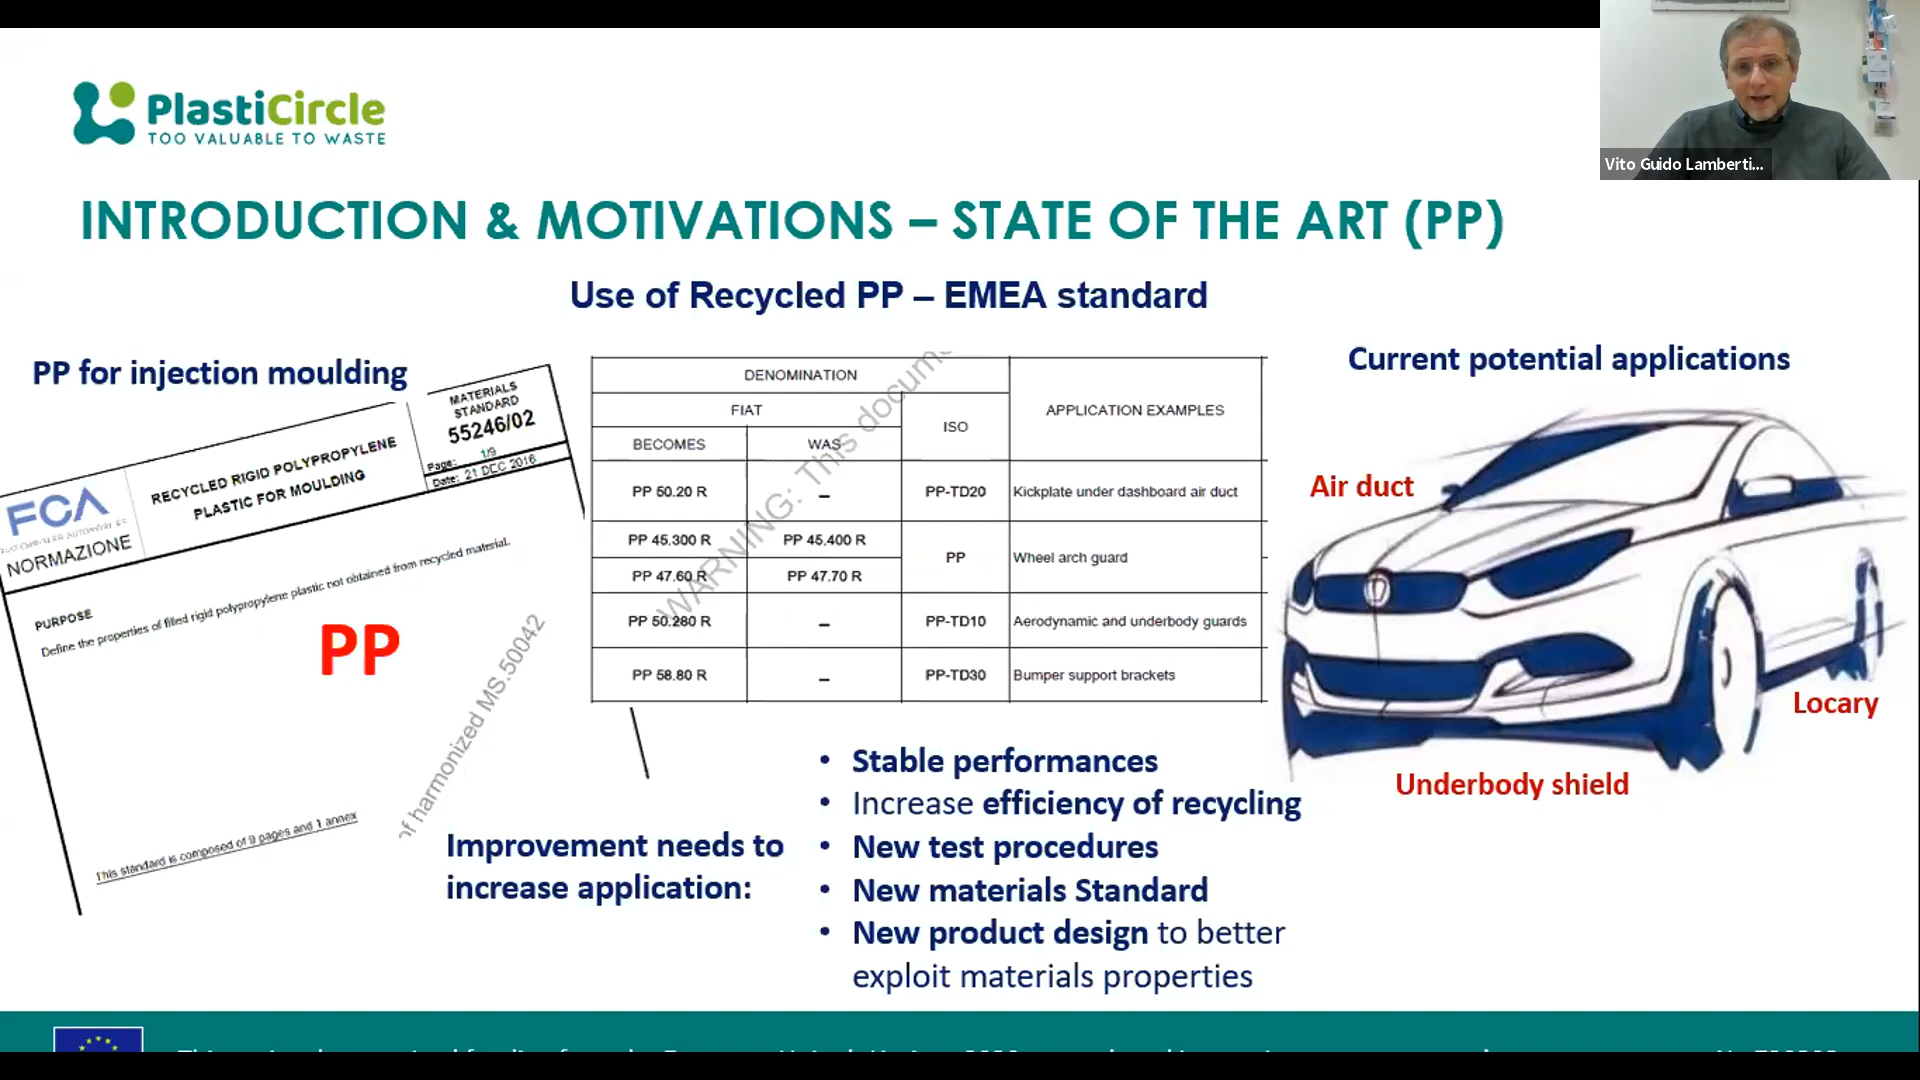 PlastiCircle
TOO VALUABLE TO WASTE
Vito Guido Lamberti...
INTRODUCTION & MOTIVATIONS – STATE OF THE ART (PP)
Use of Recycled PP – EMEA standard
PP for injection moulding
MATERIALS
STANDARD
55246/02
Page: 1/9
Date: 21 DEC 2016
FCA
NORMAZIONE
RECYCLED RIGID POLYPROPYLENE
PLASTIC FOR MOULDING
PURPOSE
Define the properties of filled rigid polypropylene plastic not obtained from recycled material.
PP
This standard is composed of 9 pages and 1 annex
of harmonized MS.50042
WARNING: This docume
DENOMINATION
FIAT
ISO
APPLICATION EXAMPLES
BECOMES WAS
PP 50.20 R – PP-TD20 Kickplate under dashboard air duct
PP 45.300 R PP 45.400 R
PP Wheel arch guard
PP 47.60 R PP 47.70 R
PP 50.280 R – PP-TD10 Aerodynamic and underbody guards
PP 58.80 R – PP-TD30 Bumper support brackets
Current potential applications
Air duct
Locary
Underbody shield
Improvement needs to
increase application:
• Stable performances
• Increase efficiency of recycling
• New test procedures
• New materials Standard
• New product design to better
exploit materials properties